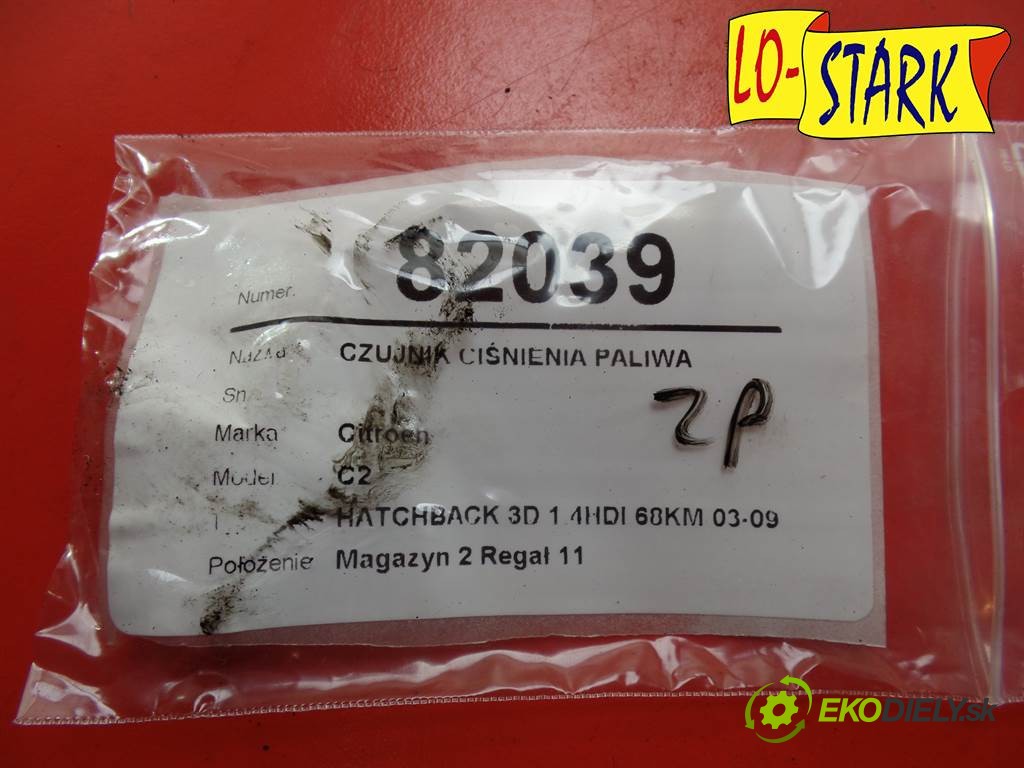 LO-STARK
Numer. 82039
CZUJNIK CIŚNIENIA PALIWA
Sn
Marka Citroen
Model C2
HATCHBACK 3D 1.4HDI 68KM 03-09
Położenie Magazyn 2 Regał 11
ZP
EKODIELY.sk